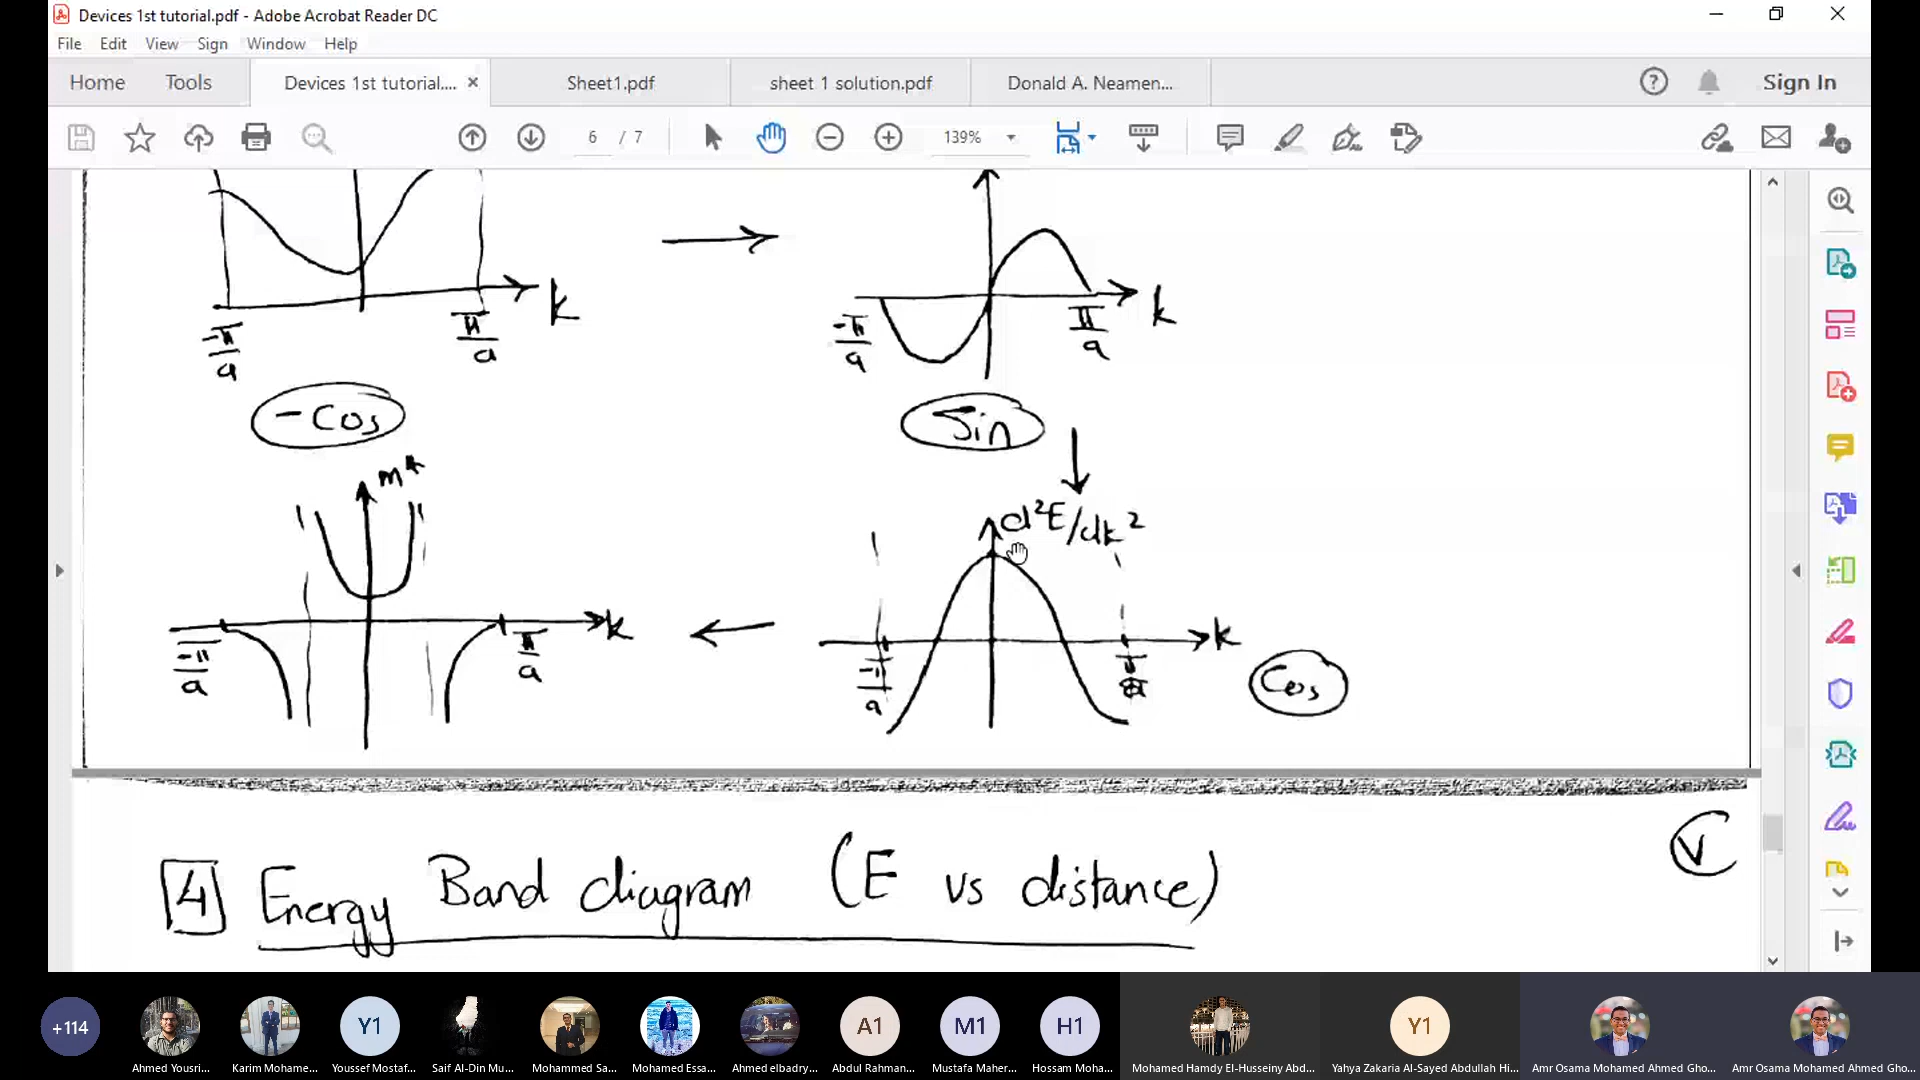 Devices 1st tutorial.pdf - Adobe Acrobat Reader DC
File Edit View Sign Window Help
Home Tools Devices 1st tutorial.... × Sheet1.pdf sheet 1 solution.pdf Donald A. Neamen... Sign In
6 / 7 139%
k
-π/a
π/a
k
-π/a
π/a
-Cos
Sin
m*
d²E/dk²
k
-π/a
π/a
k
-π/a
Cos
4 Energy Band diagram (E vs distance)
+114
Ahmed Yousri...
Karim Mohame...
Y1
Youssef Mostaf...
Saif Al-Din Mu...
Mohammed Sa...
Mohamed Essa...
Ahmed elbadry...
A1
Abdul Rahman...
M1
Mustafa Maher...
H1
Hossam Moha...
Mohamed Hamdy El-Husseiny Abd...
Y1
Yahya Zakaria Al-Sayed Abdullah Hi...
Amr Osama Mohamed Ahmed Gho...
Amr Osama Mohamed Ahmed Gho...